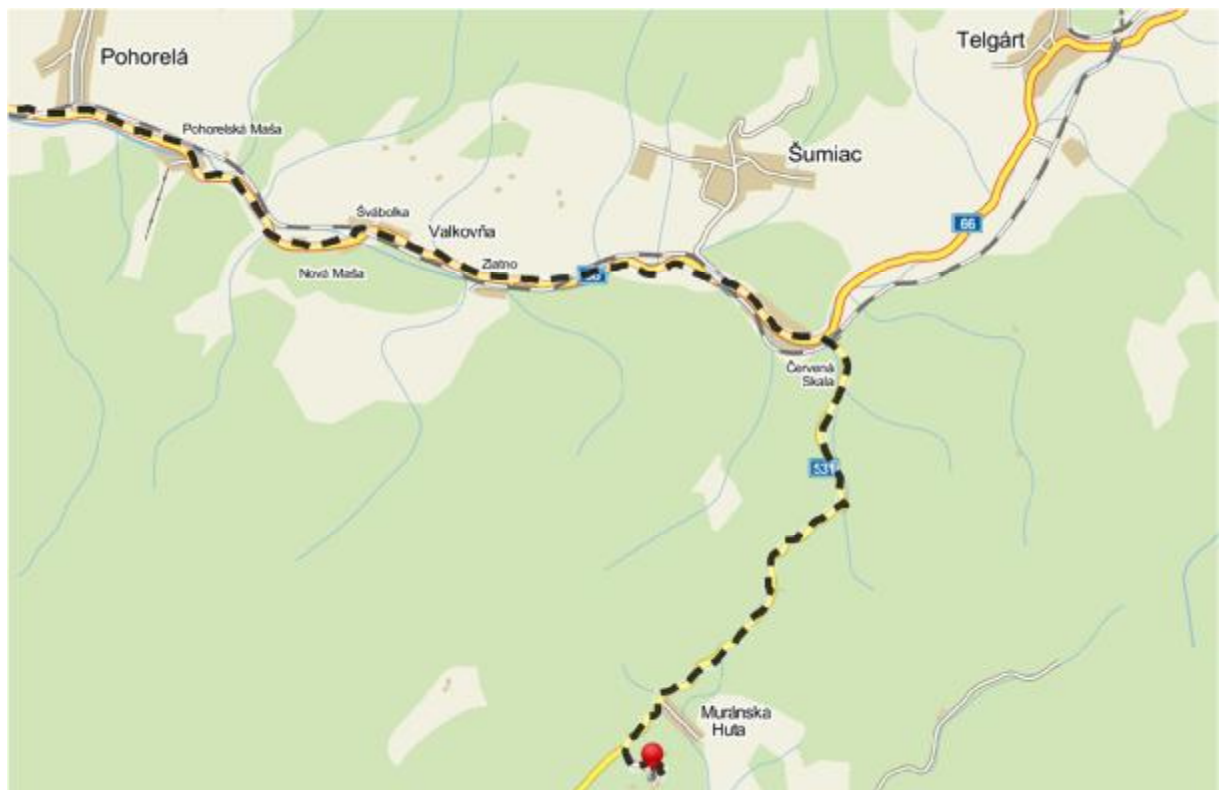 Telgárt
Pohorelá
Pohorelská Maša
Šumiac
Švábolka
66
Valkovňa
Zlatno
Nová Maša
Červená
Skala
531
Muránska
Huta